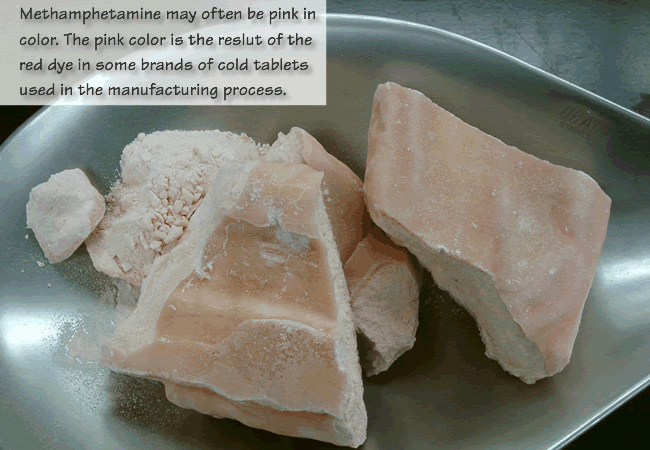 Methamphetamine may often be pink in
color. The pink color is the reslut of the
red dye in some brands of cold tablets
used in the manufacturing process.